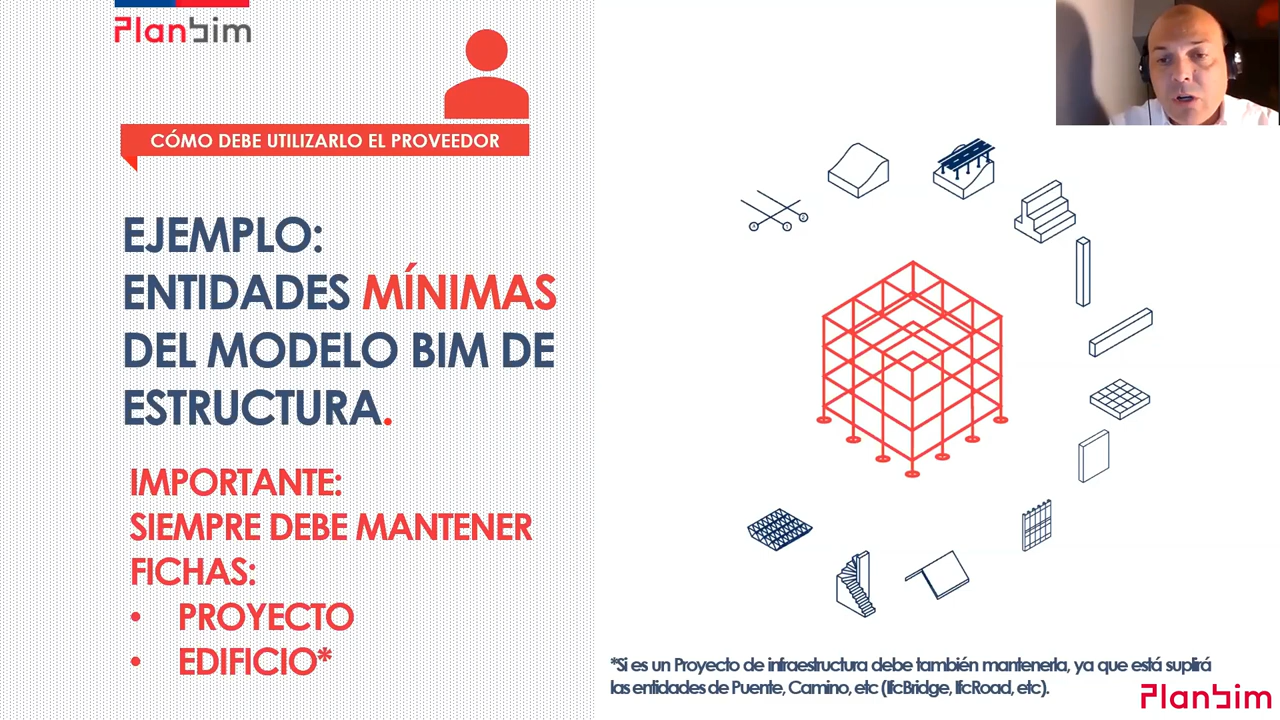 Planbim
CÓMO DEBE UTILIZARLO EL PROVEEDOR
EJEMPLO:
ENTIDADES MÍNIMAS
DEL MODELO BIM DE
ESTRUCTURA.
IMPORTANTE:
SIEMPRE DEBE MANTENER
FICHAS:
• PROYECTO
• EDIFICIO*
*Si es un Proyecto de infraestructura debe también mantenerla, ya que está suplirá
las entidades de Puente, Camino, etc (IfcBridge, IfcRoad, etc).
Planbim